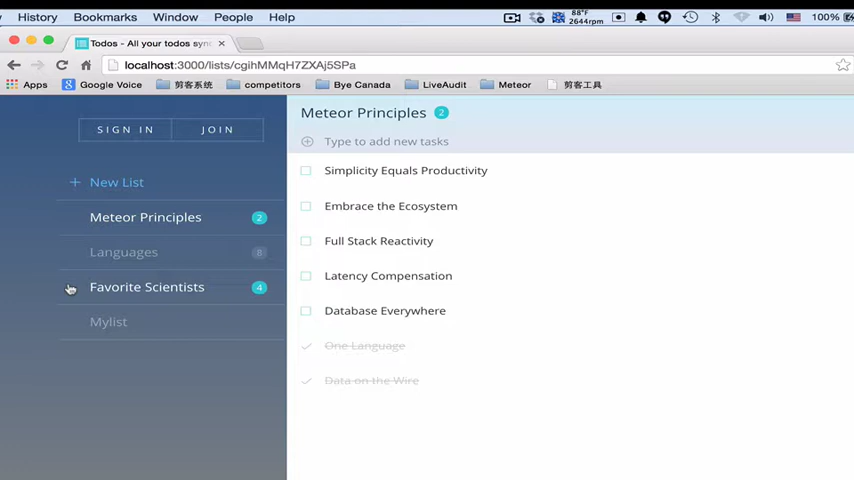 History Bookmarks Window People Help
88°F
2644rpm
100%
Todos - All your todos sync
localhost:3000/lists/cgihMMqH7ZXAj5SPa
Apps Google Voice 剪客系统 competitors Bye Canada LiveAudit Meteor 剪客工具
SIGN IN JOIN
New List
Meteor Principles 2
Languages 8
Favorite Scientists 4
Mylist
Meteor Principles 2
Type to add new tasks
Simplicity Equals Productivity
Embrace the Ecosystem
Full Stack Reactivity
Latency Compensation
Database Everywhere
One Language
Data on the Wire